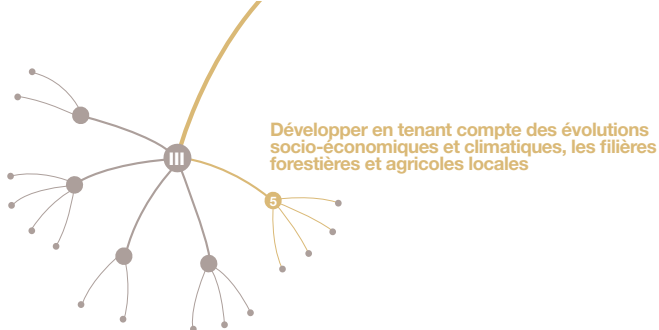 Développer en tenant compte des évolutions
socio-économiques et climatiques, les filières
forestières et agricoles locales
III
5